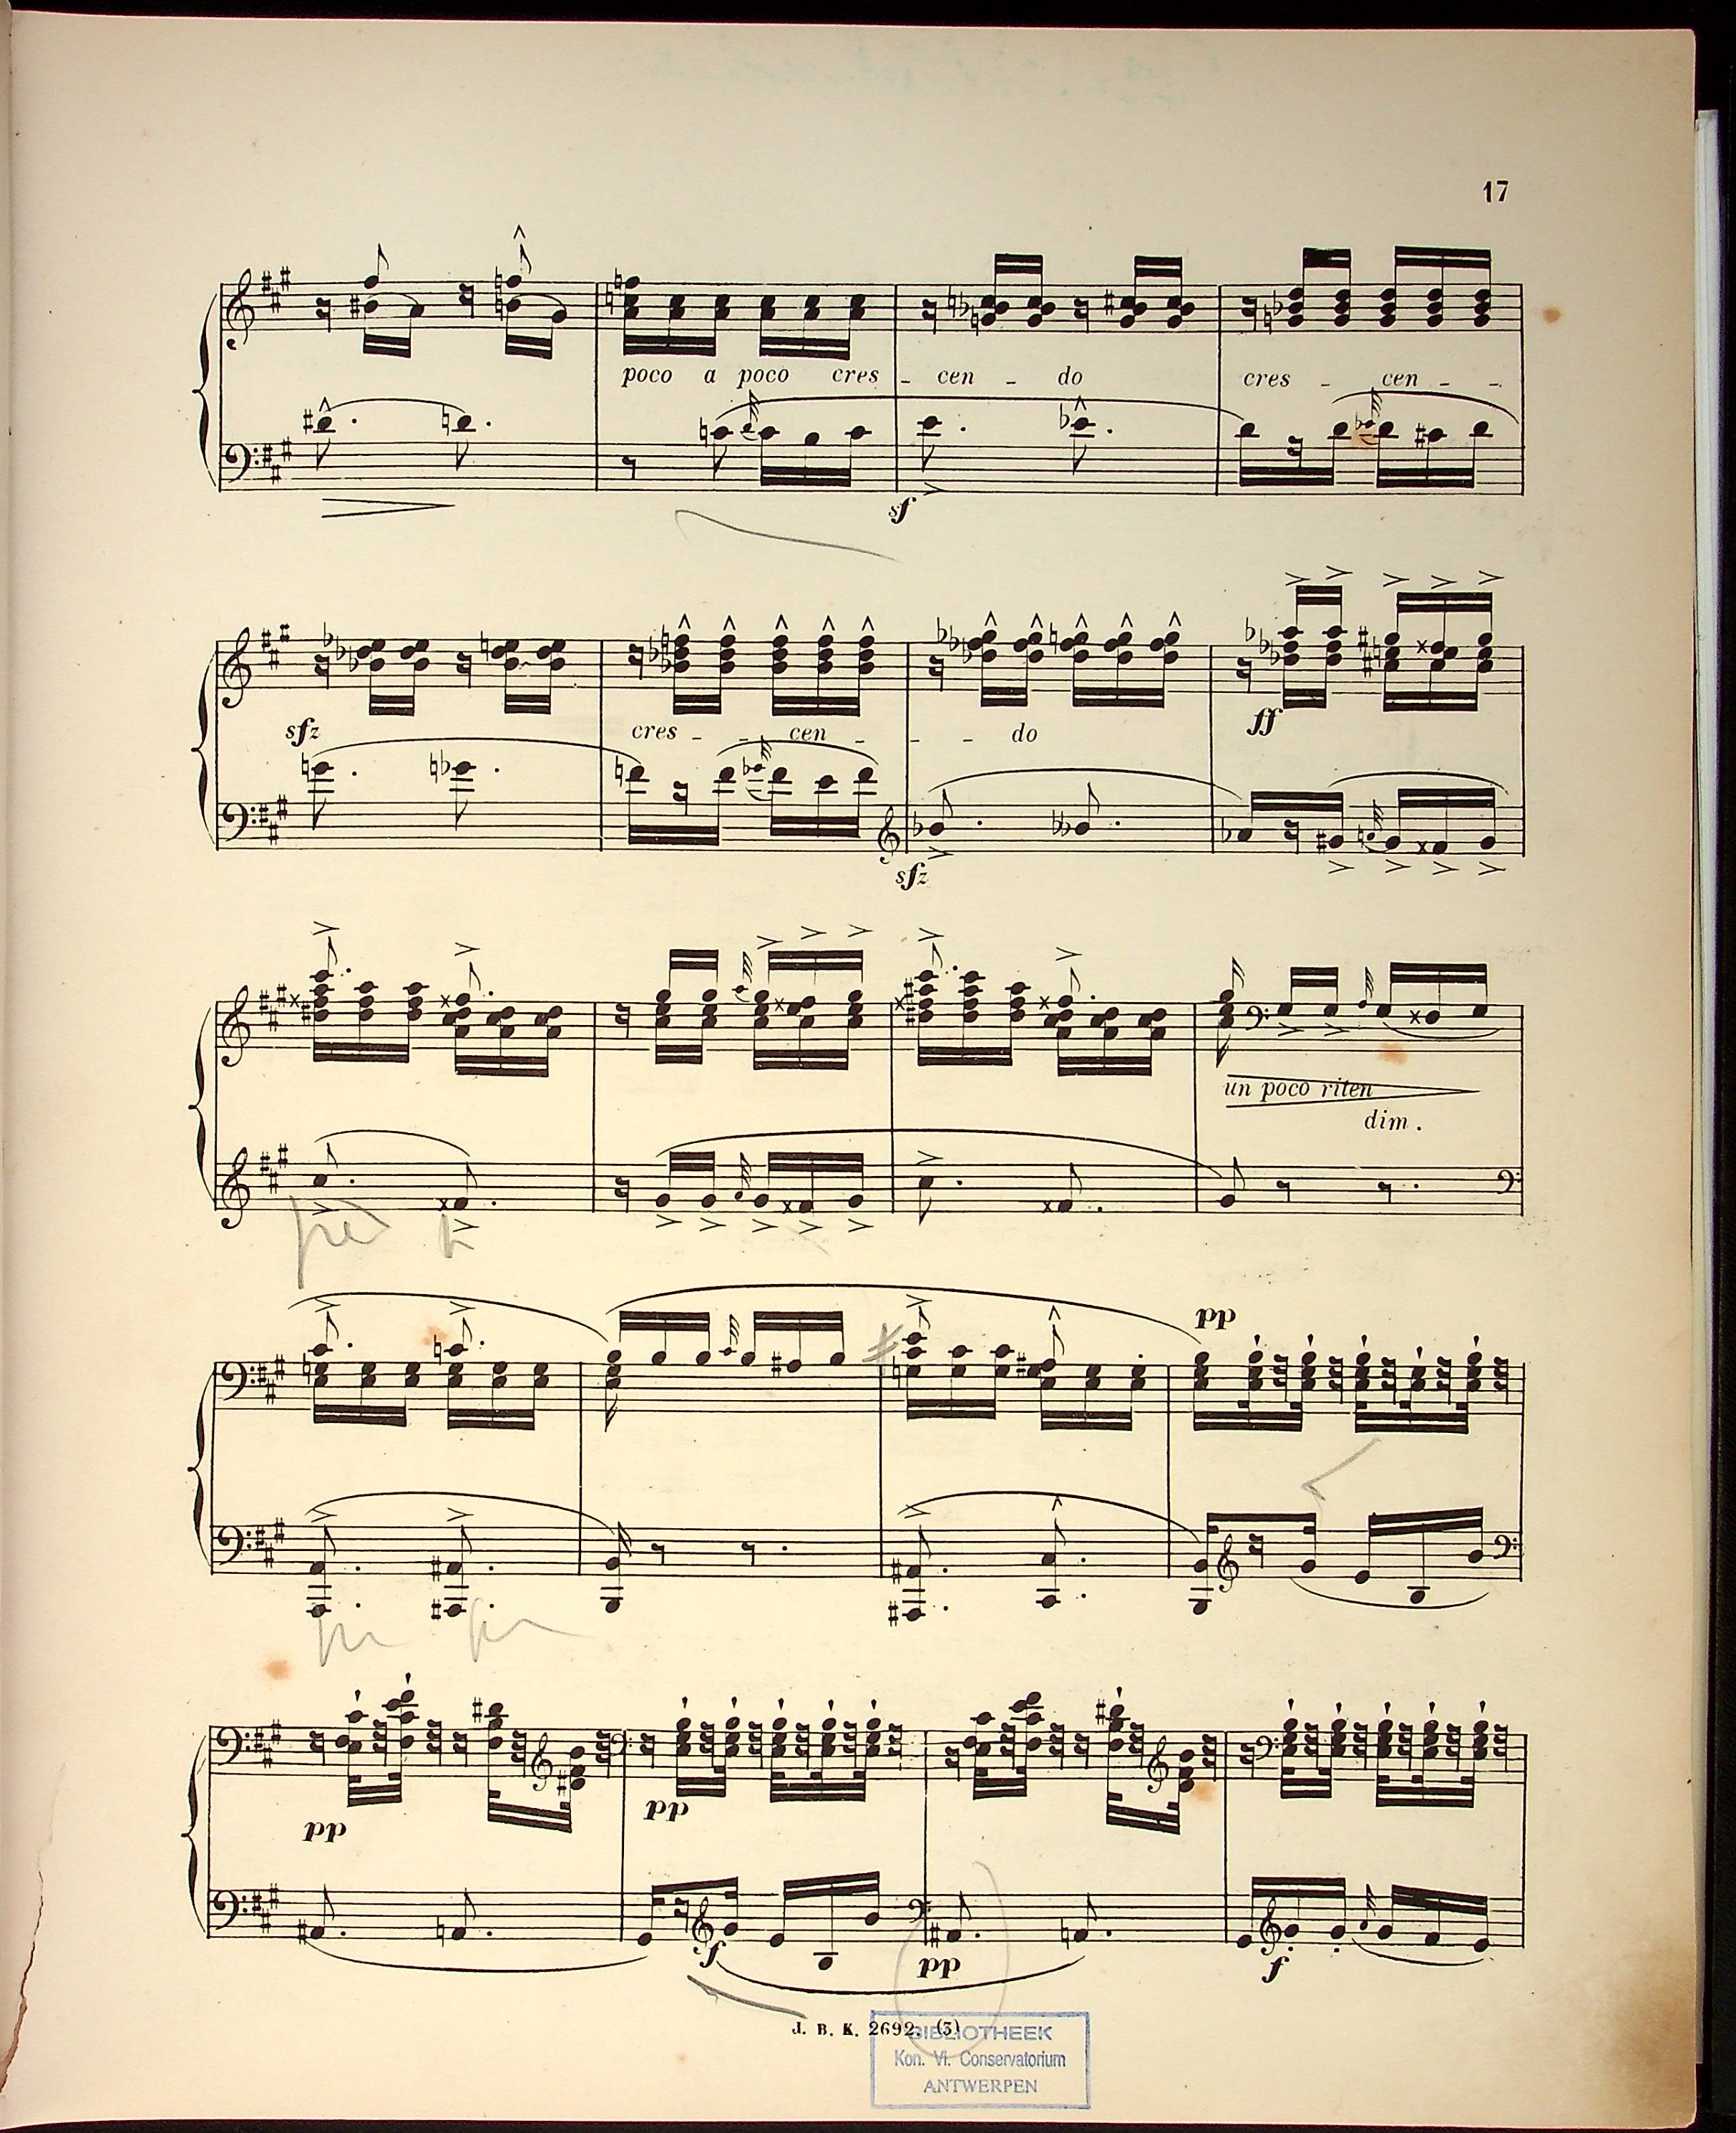 17
poco a poco cres - cen - do cres - cen - -
sf
sfz cres - - cen - - - do ff
sfz
un poco riten
dim.
pp
pp pp
f pp f
J. B. K. 2692. (3)
BIBLIOTHEEK
Kon. Vl. Conservatorium
ANTWERPEN